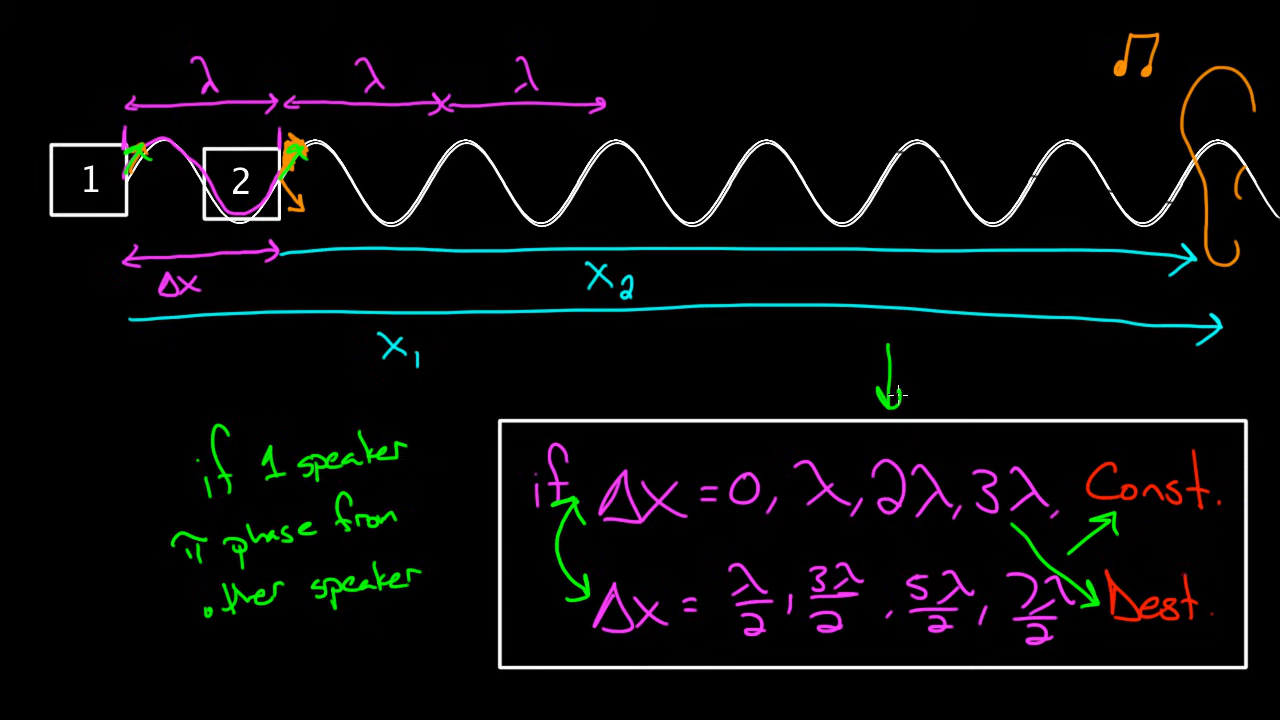 λ λ λ
1 2
Δx
x₂
x₁
if 1 speaker
π phase from
other speaker
if Δx = 0, λ, 2λ, 3λ, Const.
Δx = λ/2, 3λ/2, 5λ/2, 7λ/2 Dest.